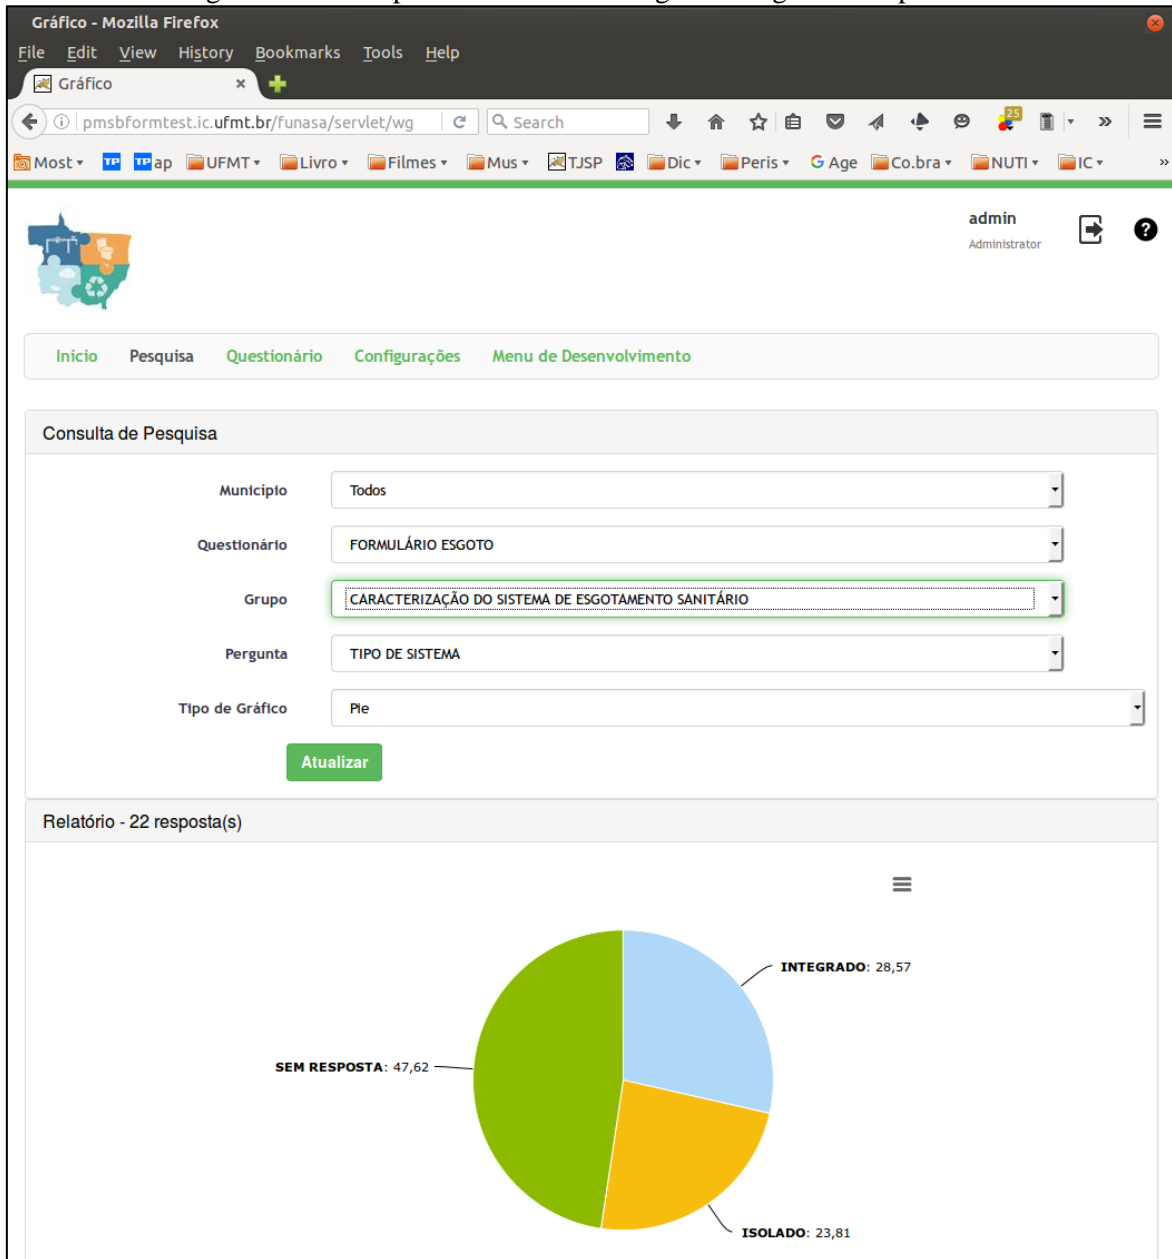 Gráfico - Mozilla Firefox
File Edit View History Bookmarks Tools Help
Gráfico
pmsbformtest.ic.ufmt.br/funasa/servlet/wg Search 25
Most TP TP ap UFMT Livro Filmes Mus TJSP Dic Peris G Age Co.bra NUTI IC »
admin
Administrator
Inicio Pesquisa Questionário Configurações Menu de Desenvolvimento
Consulta de Pesquisa
Município Todos
Questionário FORMULÁRIO ESGOTO
Grupo CARACTERIZAÇÃO DO SISTEMA DE ESGOTAMENTO SANITÁRIO
Pergunta TIPO DE SISTEMA
Tipo de Gráfico Pie
Atualizar
Relatório - 22 resposta(s)
INTEGRADO: 28,57
SEM RESPOSTA: 47,62
ISOLADO: 23,81